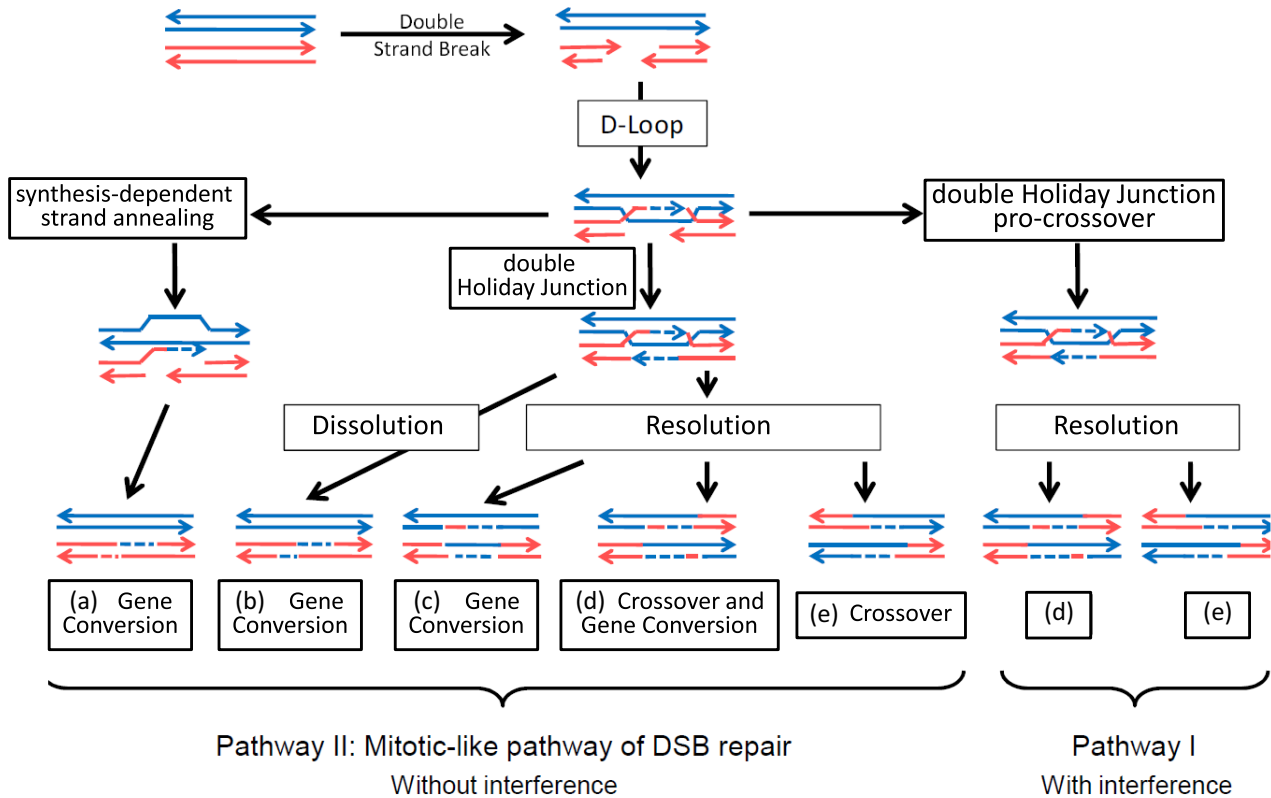 Double
Strand Break
D-Loop
synthesis-dependent
strand annealing
double Holiday Junction
pro-crossover
double
Holiday Junction
Dissolution
Resolution
Resolution
(a) Gene
Conversion
(b) Gene
Conversion
(c) Gene
Conversion
(d) Crossover and
Gene Conversion
(e) Crossover
(d)
(e)
Pathway II: Mitotic-like pathway of DSB repair
Without interference
Pathway I
With interference